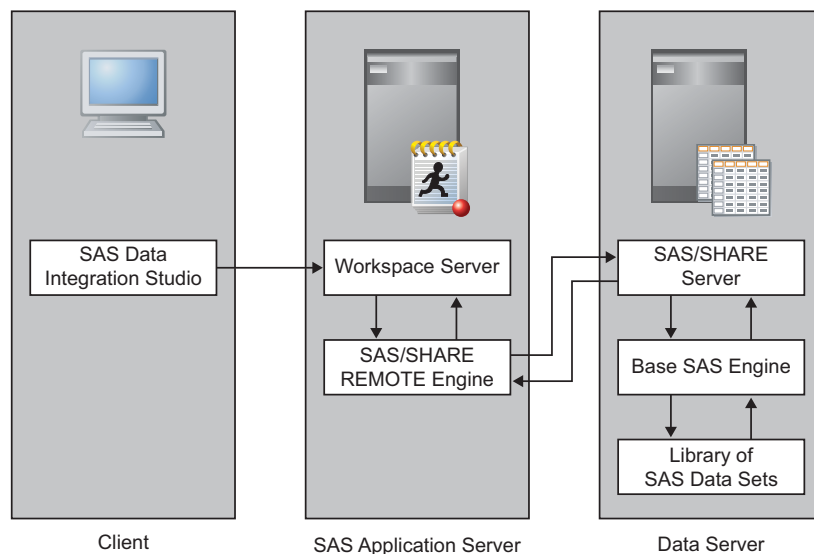 SAS Data
Integration Studio
Workspace Server
SAS/SHARE
REMOTE Engine
SAS/SHARE
Server
Base SAS Engine
Library of
SAS Data Sets
Client
SAS Application Server
Data Server